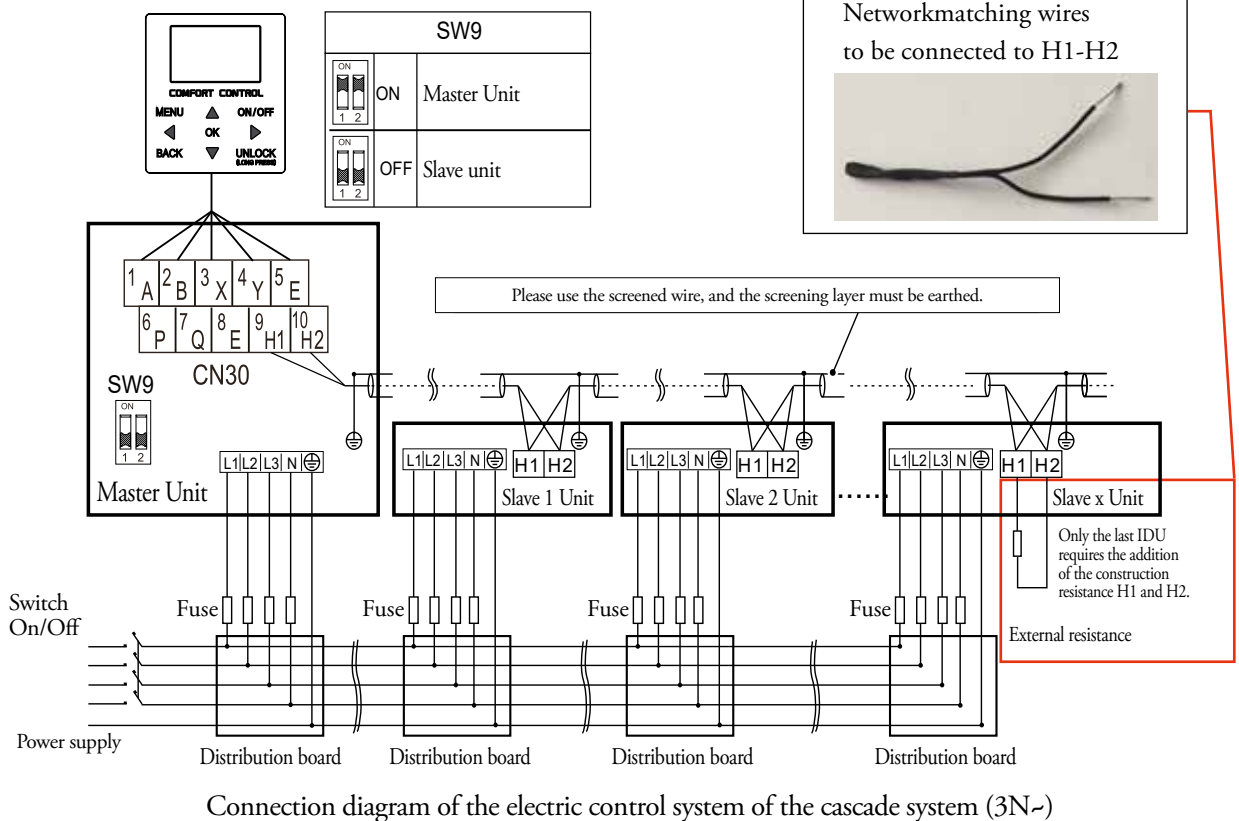 COMFORT CONTROL
MENU ON/OFF
OK
BACK UNLOCK
(LONG PRESS)
SW9
ON
1 2
ON Master Unit
ON
1 2
OFF Slave unit
Networkmatching wires
to be connected to H1-H2
1 A 2 B 3 X 4 Y 5 E
6 P 7 Q 8 E 9 H1 10 H2
CN30
SW9
ON
1 2
Please use the screened wire, and the screening layer must be earthed.
L1 L2 L3 N
Master Unit
L1 L2 L3 N
H1 H2
Slave 1 Unit
L1 L2 L3 N
H1 H2
Slave 2 Unit
L1 L2 L3 N
H1 H2
Slave x Unit
Only the last IDU
requires the addition
of the construction
resistance H1 and H2.
External resistance
Switch
On/Off
Fuse
Fuse
Fuse
Fuse
Power supply
Distribution board
Distribution board
Distribution board
Distribution board
Connection diagram of the electric control system of the cascade system (3N~)